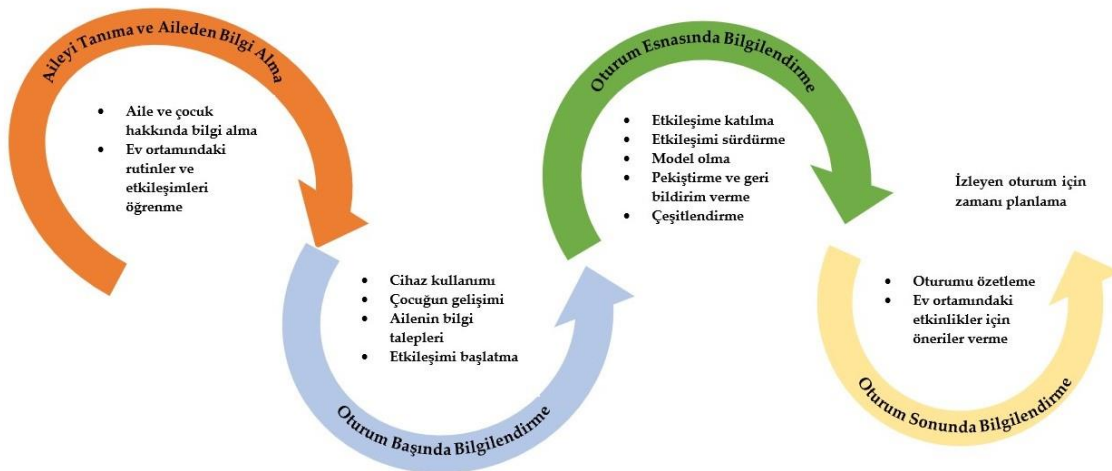 Aileyi Tanıma ve Aileden Bilgi Alma
• Aile ve çocuk
hakkında bilgi alma
• Ev ortamındaki
rutinler ve
etkileşimleri
öğrenme
Oturum Başında Bilgilendirme
• Cihaz kullanımı
• Çocuğun gelişimi
• Ailenin bilgi
talepleri
• Etkileşimi başlatma
Oturum Esnasında Bilgilendirme
• Etkileşime katılma
• Etkileşimi sürdürme
• Model olma
• Pekiştirme ve geri
bildirim verme
• Çeşitlendirme
Oturum Sonunda Bilgilendirme
• Oturumu özetleme
• Ev ortamındaki
etkinlikler için
öneriler verme
İzleyen oturum için
zamanı planlama